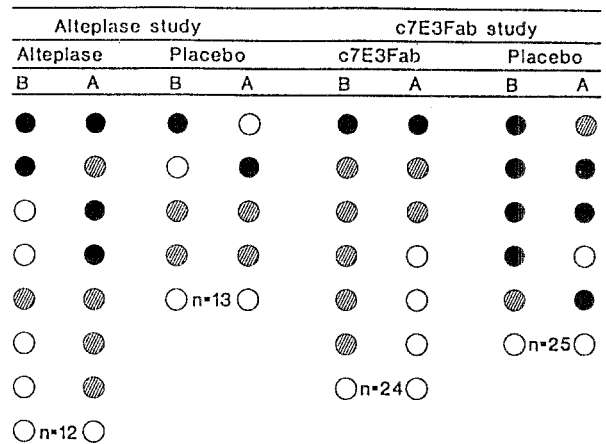 Alteplase study c7E3Fab study
Alteplase Placebo c7E3Fab Placebo
B A B A B A B A
n=13
n=25
n=24
n=12